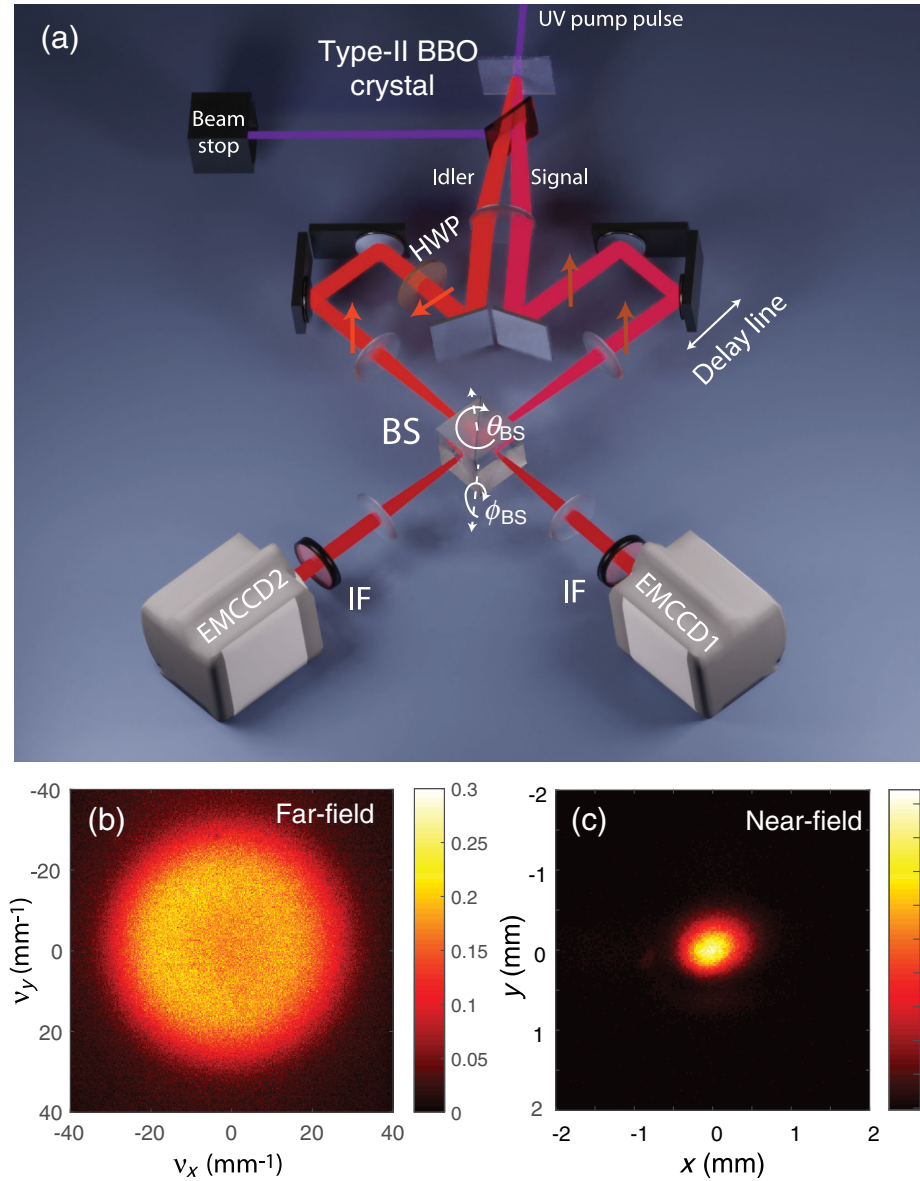 (a)
UV pump pulse
Type-II BBO
crystal
Beam
stop
Idler
Signal
HWP
Delay line
BS
θBS
ϕBS
IF
IF
EMCCD2
EMCCD1
(b)
Far-field
-40
-20
0
20
40
νy (mm-1)
-40
-20
0
20
40
νx (mm-1)
0.3
0.25
0.2
0.15
0.1
0.05
0
(c)
Near-field
-2
-1
0
1
2
y (mm)
-2
-1
0
1
2
x (mm)